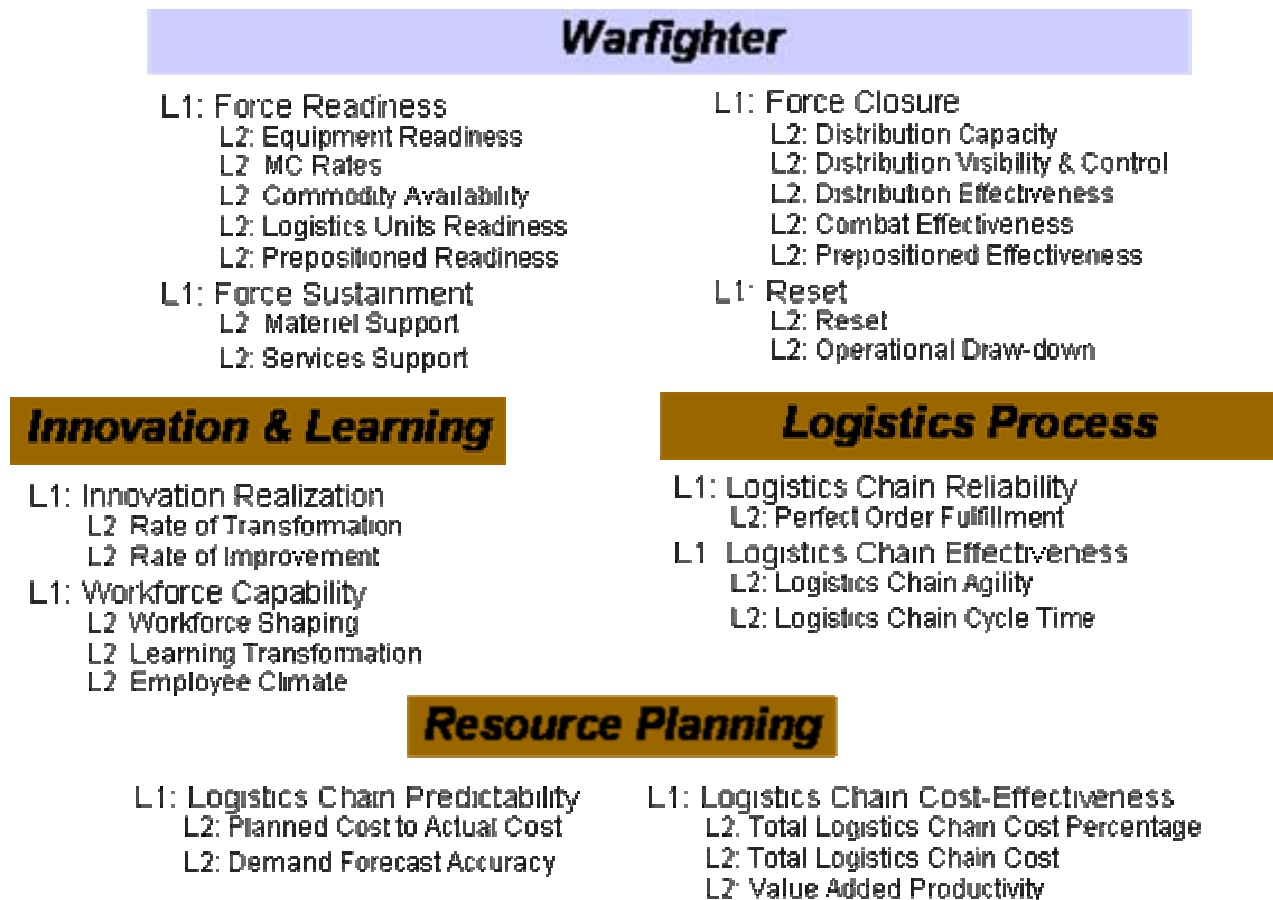 Warfighter
L1: Force Readiness
L2: Equipment Readiness
L2: MC Rates
L2: Commodity Availability
L2: Logistics Units Readiness
L2: Prepositioned Readiness
L1: Force Sustainment
L2: Materiel Support
L2: Services Support
L1: Force Closure
L2: Distribution Capacity
L2: Distribution Visibility & Control
L2: Distribution Effectiveness
L2: Combat Effectiveness
L2: Prepositioned Effectiveness
L1: Reset
L2: Reset
L2: Operational Draw-down
Innovation & Learning
L1: Innovation Realization
L2 Rate of Transformation
L2 Rate of Improvement
L1: Workforce Capability
L2 Workforce Shaping
L2 Learning Transformation
L2 Employee Climate
Logistics Process
L1: Logistics Chain Reliability
L2: Perfect Order Fulfillment
L1 Logistics Chain Effectiveness
L2: Logistics Chain Agility
L2: Logistics Chain Cycle Time
Resource Planning
L1: Logistics Chain Predictability
L2: Planned Cost to Actual Cost
L2: Demand Forecast Accuracy
L1: Logistics Chain Cost-Effectiveness
L2: Total Logistics Chain Cost Percentage
L2: Total Logistics Chain Cost
L2: Value Added Productivity